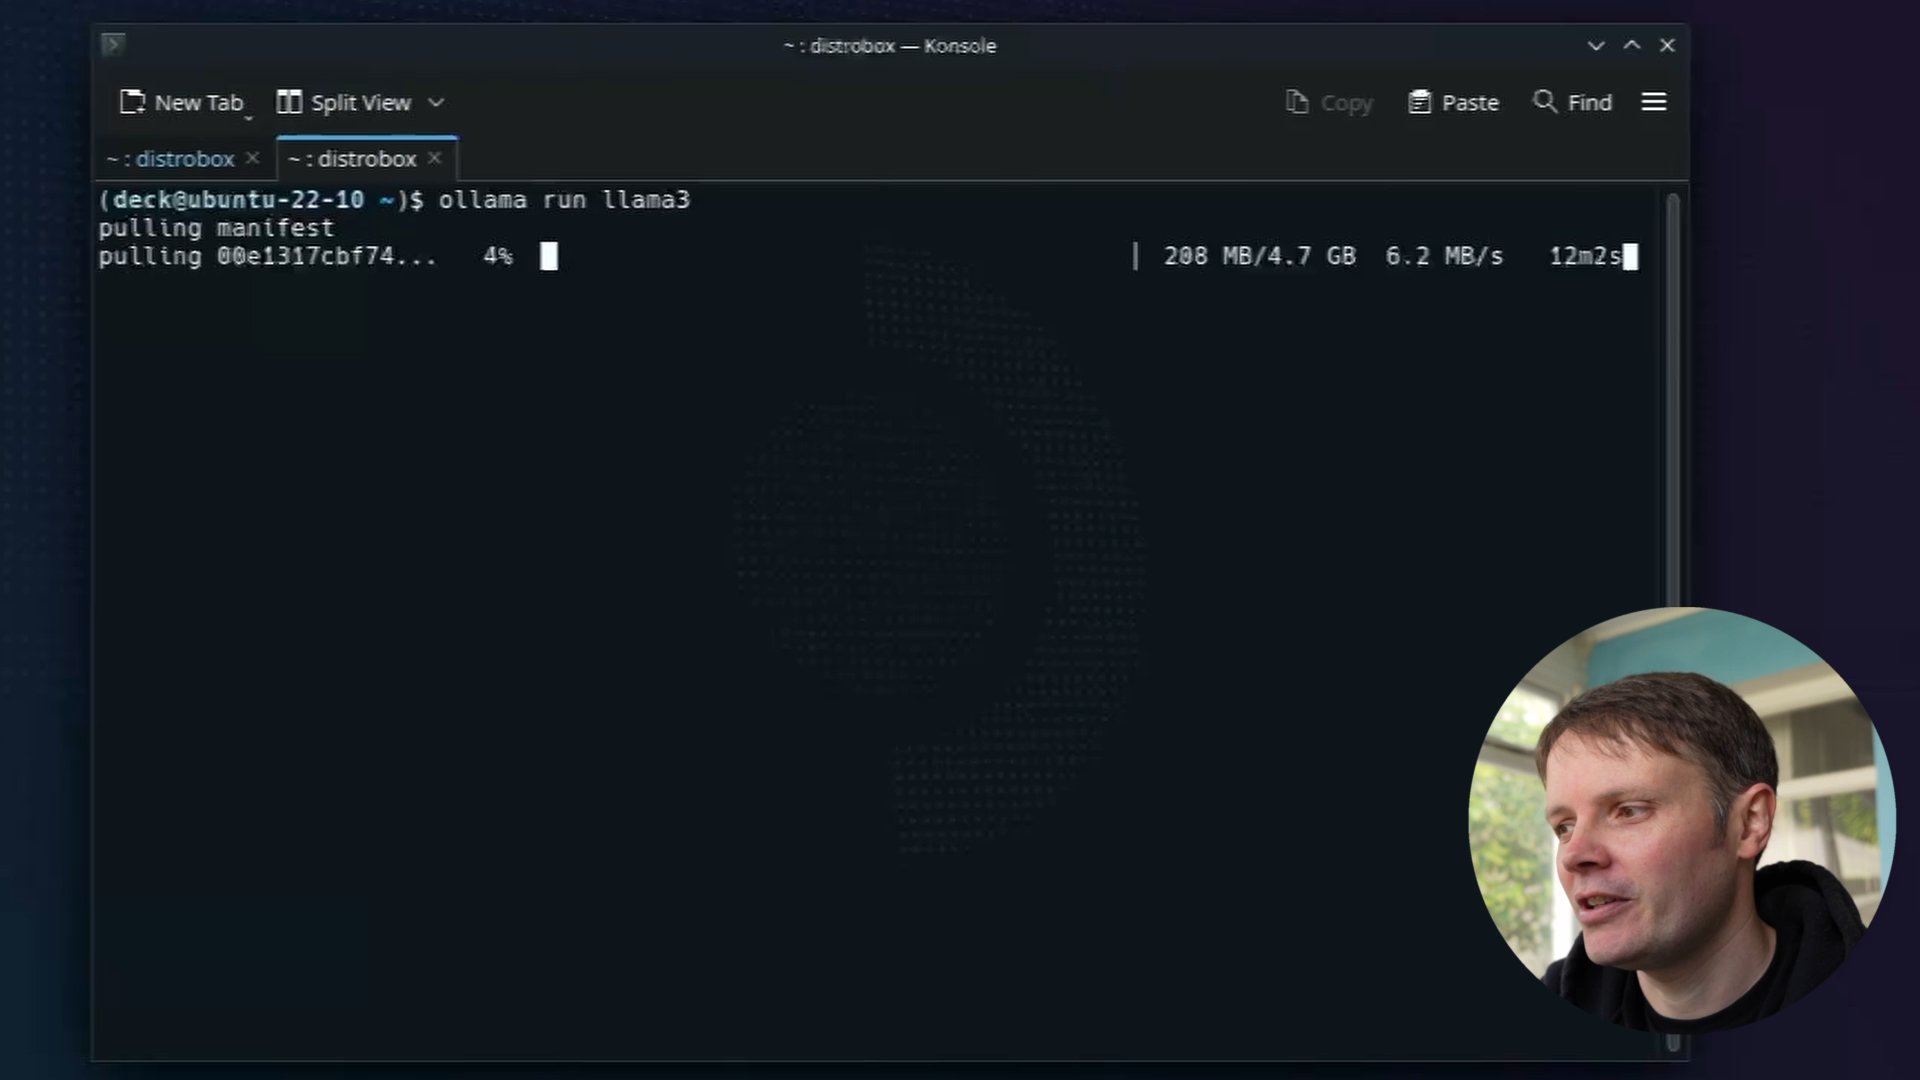 ~ : distrobox — Konsole
New Tab Split View Copy Paste Find
~ : distrobox ~ : distrobox
(deck@ubuntu-22-10 ~)$ ollama run llama3
pulling manifest
pulling 00e1317cbf74... 4% | 208 MB/4.7 GB 6.2 MB/s 12m2s